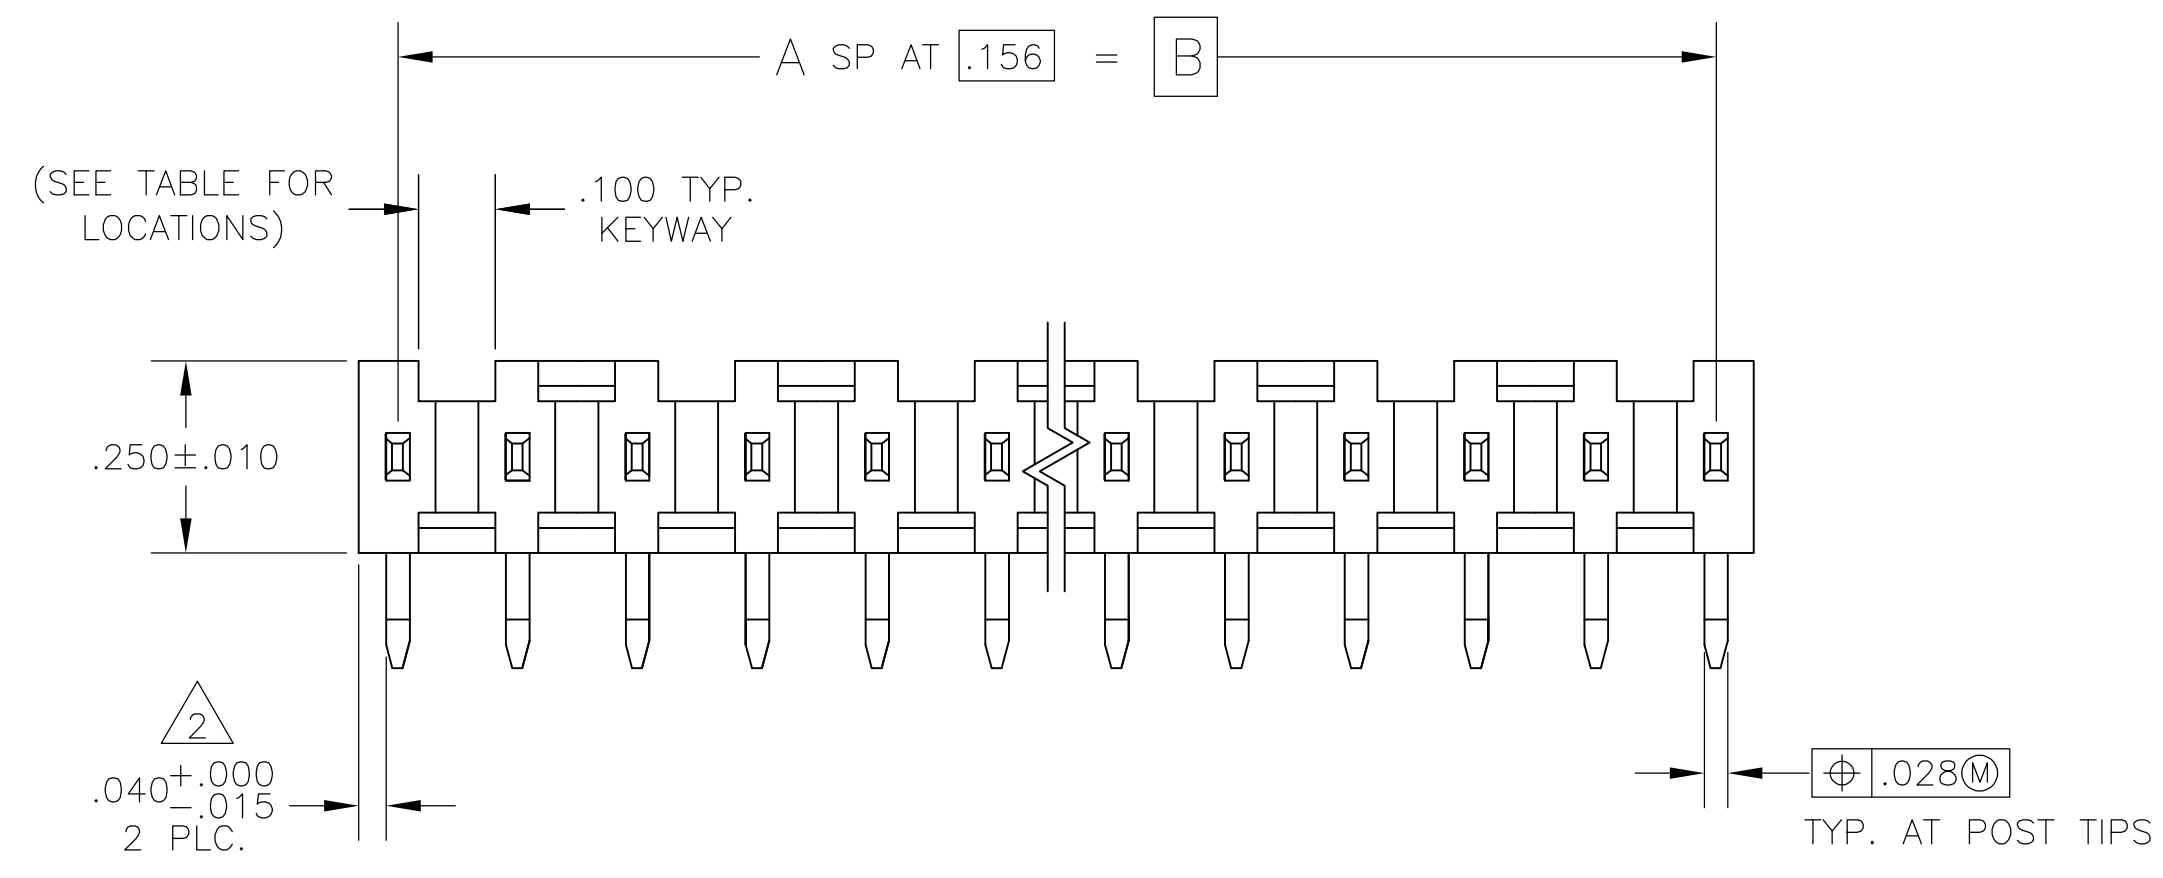 A SP AT .156 = B
(SEE TABLE FOR
LOCATIONS)
.100 TYP.
KEYWAY
.250±.010
2
.040+.000
-.015
2 PLC.
⌖ .028Ⓜ
TYP. AT POST TIPS